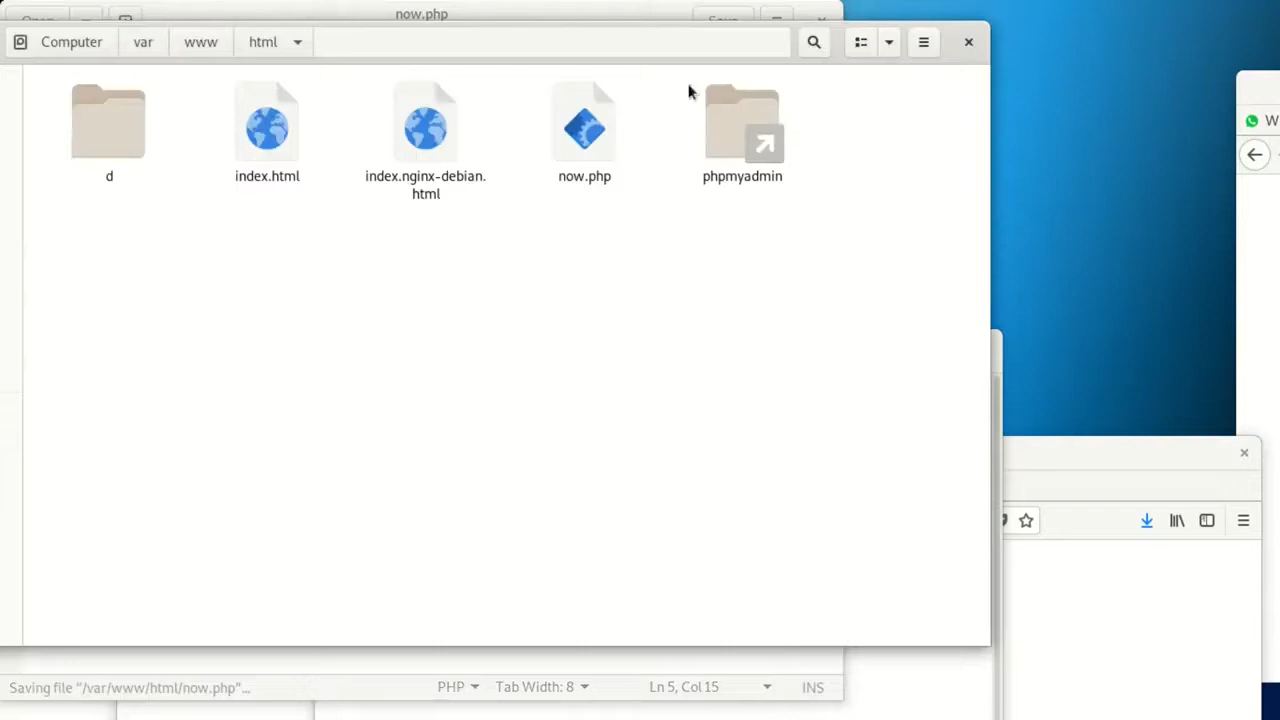 now.php
Computer
var
www
html
W
d
index.html
index.nginx-debian.
html
now.php
phpmyadmin
Saving file "/var/www/html/now.php"...
PHP
Tab Width: 8
Ln 5, Col 15
INS